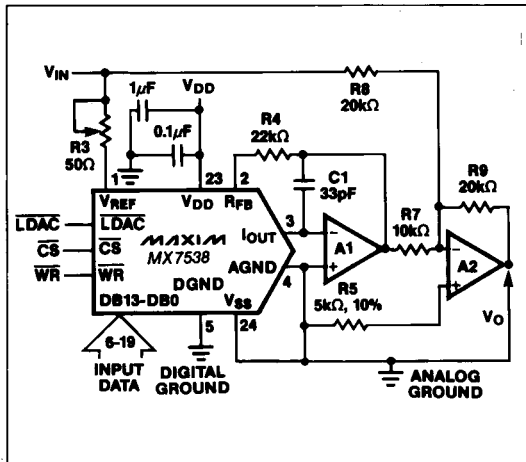 VIN
1µF
VDD
R8
20kΩ
R3
50Ω
0.1µF
R4
22kΩ
R9
20kΩ
1
23
2
C1
33pF
VREF
VDD
RFB
LDAC
LDAC
3
IOUT
CS
CS
MAXIM
MX7538
A1
R7
10kΩ
A2
WR
WR
AGND
4
DGND
R5
5kΩ, 10%
DB13-DB0
VSS
VO
6-19
5
24
INPUT
DATA
DIGITAL
GROUND
ANALOG
GROUND